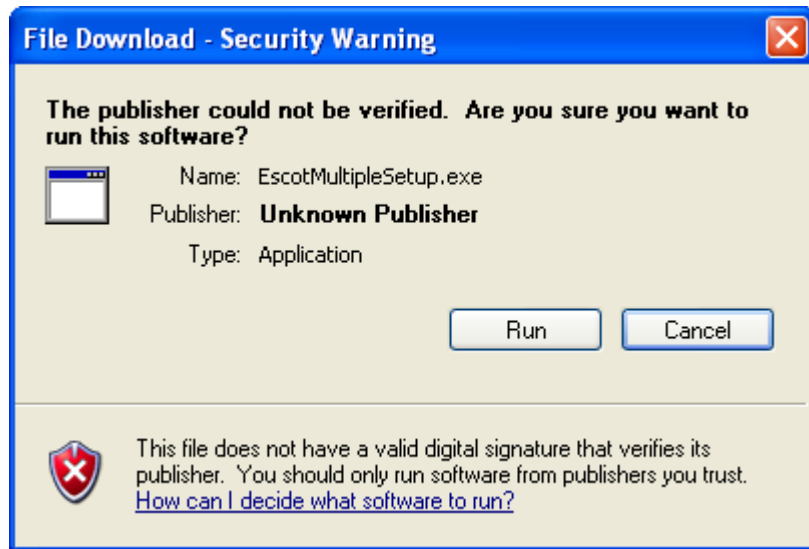 File Download - Security Warning
The publisher could not be verified. Are you sure you want to
run this software?
Name: EscotMultipleSetup.exe
Publisher: Unknown Publisher
Type: Application
Run Cancel
This file does not have a valid digital signature that verifies its
publisher. You should only run software from publishers you trust.
How can I decide what software to run?